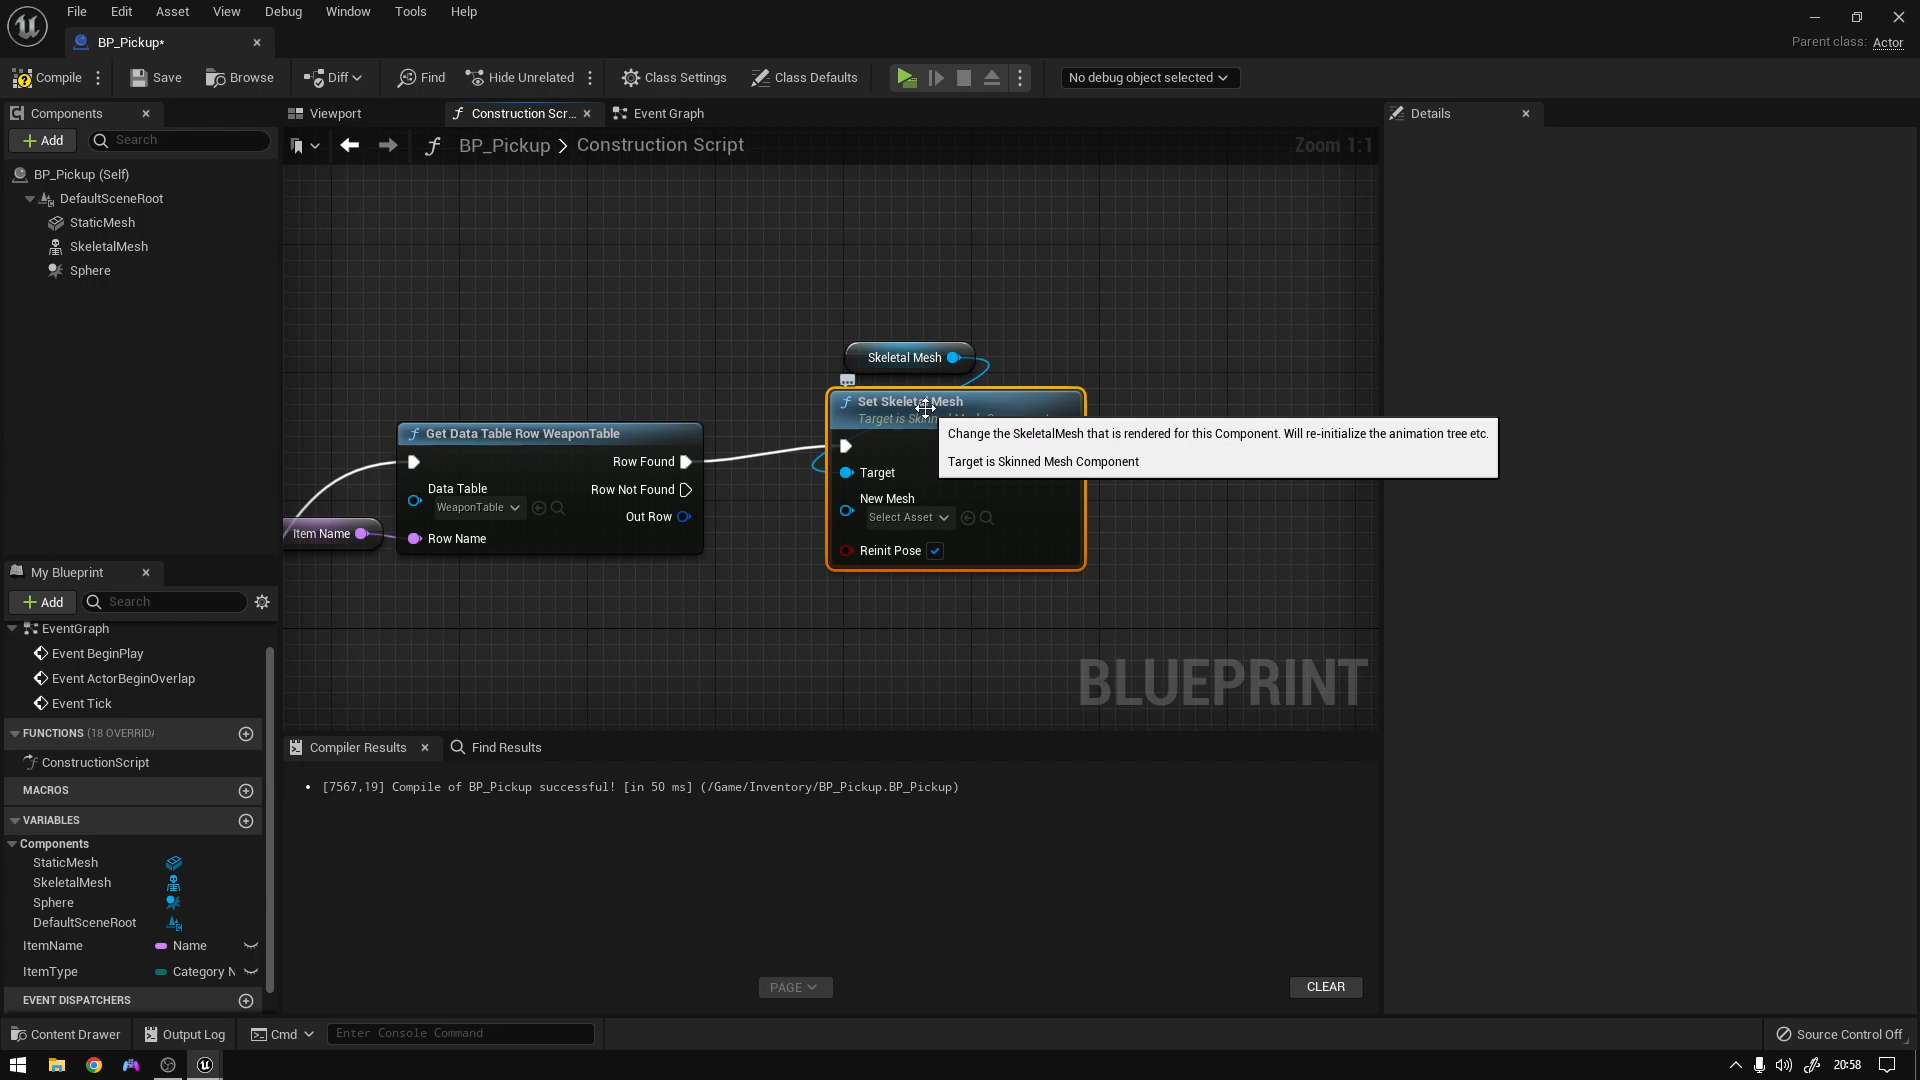 File Edit Asset View Debug Window Tools Help
BP_Pickup*
Parent class: Actor
Compile Save Browse Diff Find Hide Unrelated Class Settings Class Defaults No debug object selected
Components
Viewport Construction Scr... Event Graph
Details
Add Search
BP_Pickup > Construction Script
Zoom 1:1
BP_Pickup (Self)
DefaultSceneRoot
StaticMesh
SkeletalMesh
Sphere
Skeletal Mesh
Set Skeletal Mesh
Target is Skinned Mesh Component
Change the SkeletalMesh that is rendered for this Component. Will re-initialize the animation tree etc.
Target is Skinned Mesh Component
Target
New Mesh
Select Asset
Reinit Pose
Get Data Table Row WeaponTable
Row Found
Data Table
WeaponTable
Row Not Found
Out Row
Row Name
Item Name
BLUEPRINT
My Blueprint
Add Search
EventGraph
Event BeginPlay
Event ActorBeginOverlap
Event Tick
FUNCTIONS (18 OVERRIDA
ConstructionScript
MACROS
VARIABLES
Components
StaticMesh
SkeletalMesh
Sphere
DefaultSceneRoot
ItemName Name
ItemType Category N
EVENT DISPATCHERS
Compiler Results Find Results
[7567,19] Compile of BP_Pickup successful! [in 50 ms] (/Game/Inventory/BP_Pickup.BP_Pickup)
PAGE CLEAR
Content Drawer Output Log Cmd Enter Console Command Source Control Off
20:58